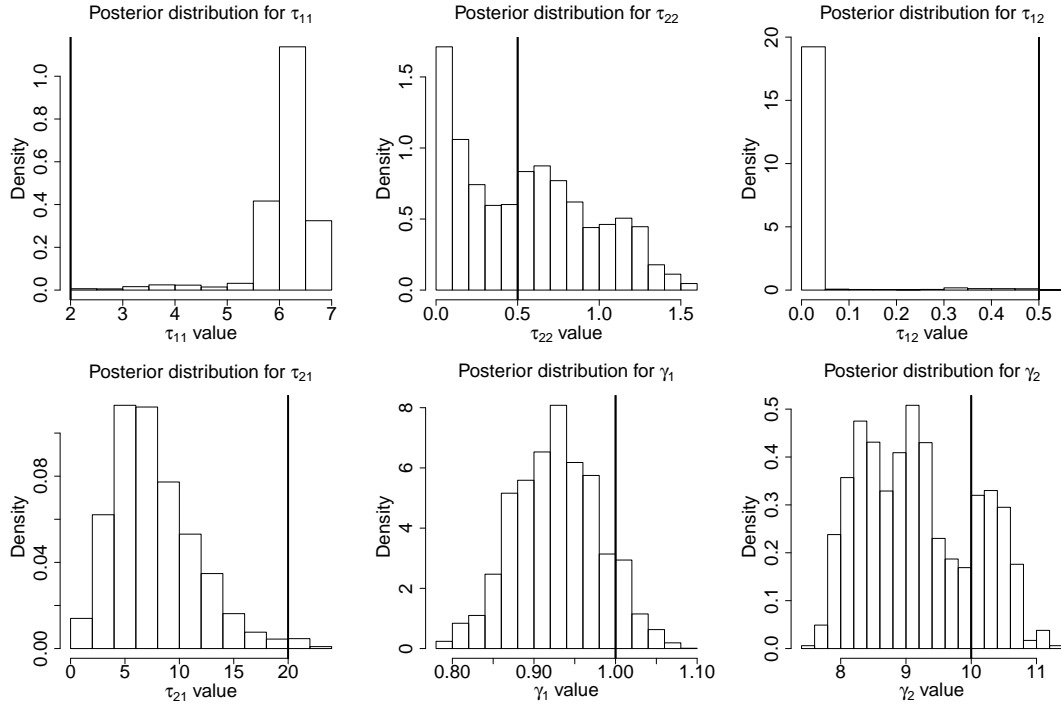 Posterior distribution for τ11
Density
0.0 0.2 0.4 0.6 0.8 1.0
2 3 4 5 6 7
τ11 value
Posterior distribution for τ22
Density
0.0 0.5 1.0 1.5
0.0 0.5 1.0 1.5
τ22 value
Posterior distribution for τ12
Density
0 5 10 15 20
0.0 0.1 0.2 0.3 0.4 0.5
τ12 value
Posterior distribution for τ21
Density
0.00 0.04 0.08
0 5 10 15 20
τ21 value
Posterior distribution for γ1
Density
0 2 4 6 8
0.80 0.90 1.00 1.10
γ1 value
Posterior distribution for γ2
Density
0.0 0.1 0.2 0.3 0.4 0.5
8 9 10 11
γ2 value